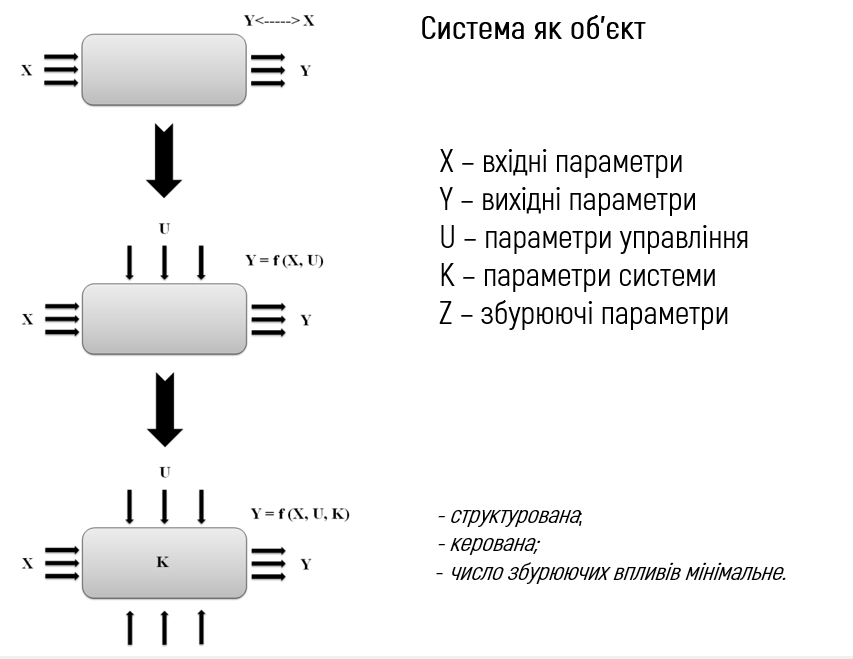 Y<-----> X
Система як об'єкт
X
Y
X – вхідні параметри
Y – вихідні параметри
U – параметри управління
K – параметри системи
Z – збурюючі параметри
U
Y = f (X, U)
X
Y
U
Y = f (X, U, K)
X
K
Y
- структурована;
- керована;
- число збурюючих впливів мінімальне.